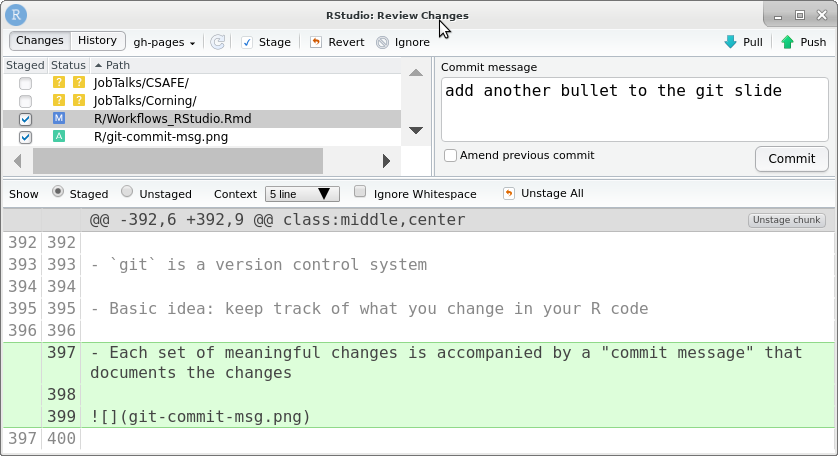 R RStudio: Review Changes
Changes History gh-pages Stage Revert Ignore Pull Push
Staged Status Path
? ? JobTalks/CSAFE/
? ? JobTalks/Corning/
M R/Workflows_RStudio.Rmd
A R/git-commit-msg.png
Commit message
add another bullet to the git slide
Amend previous commit Commit
Show Staged Unstaged Context 5 line Ignore Whitespace Unstage All
@@ -392,6 +392,9 @@ class:middle,center Unstage chunk
392 392
393 393 - `git` is a version control system
394 394
395 395 - Basic idea: keep track of what you change in your R code
396 396
397 - Each set of meaningful changes is accompanied by a "commit message" that
documents the changes
398
399 ![](git-commit-msg.png)
397 400